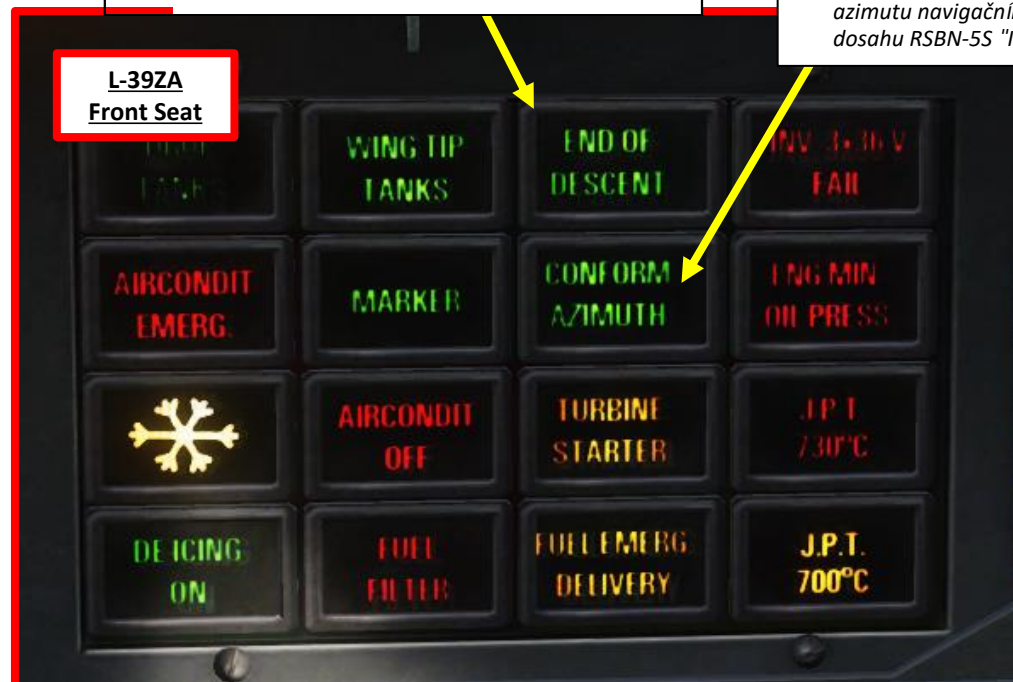 azimutu navigační
dosahu RSBN-5S "
L-39ZA
Front Seat
TANKS
WING TIP
TANKS
END OF
DESCENT
INV. 3x36 V
FAIL
AIRCONDIT
EMERG.
MARKER
CONFORM
AZIMUTH
ENG MIN
OIL PRESS
AIRCONDIT
OFF
TURBINE
STARTER
J.P.T.
730°C
DE ICING
ON
FUEL
FILTER
FUEL EMERG
DELIVERY
J.P.T.
700°C